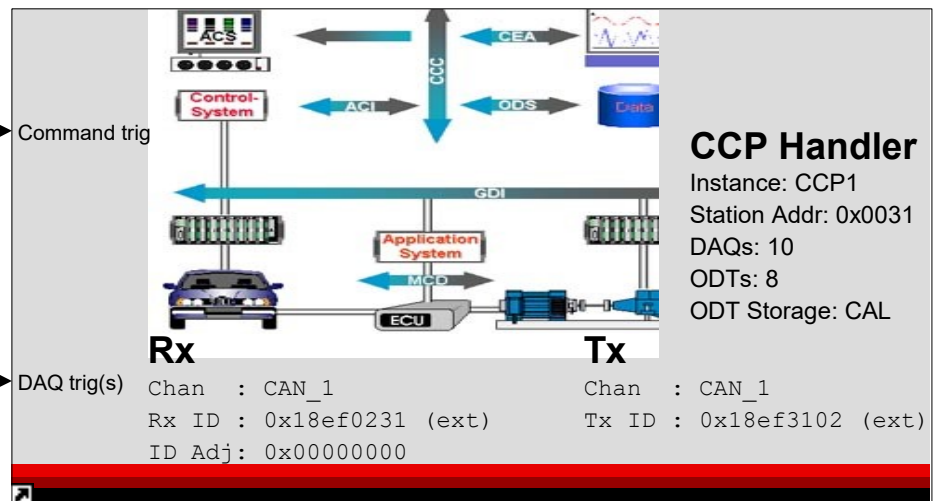 ACS
CEA
CCC
Control-
System
ACI
ODS
Data
Command trig
CCP Handler
Instance: CCP1
Station Addr: 0x0031
DAQs: 10
ODTs: 8
ODT Storage: CAL
GDI
Application
System
MCD
ECU
Rx
Tx
DAQ trig(s)
Chan : CAN_1
Chan : CAN_1
Rx ID : 0x18ef0231 (ext)
Tx ID : 0x18ef3102 (ext)
ID Adj: 0x00000000